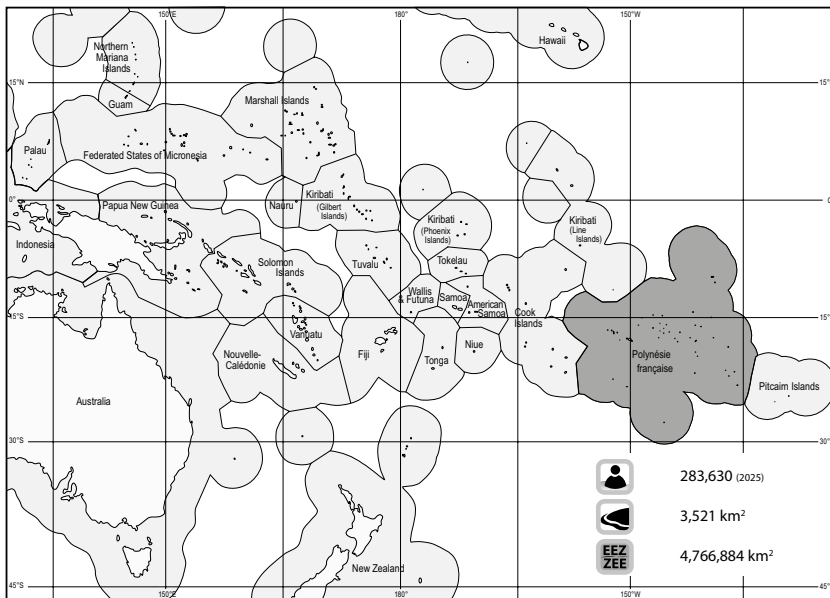 150°E
180°
150°W
Hawaii
Northern
Mariana
Islands
15°N
15°N
Guam
Marshall Islands
Palau
Federated States of Micronesia
0°
0°
Papua New Guinea
Nauru
Kiribati
(Gilbert
Islands)
Kiribati
(Phoenix
Islands)
Kiribati
(Line
Islands)
Indonesia
Solomon
Islands
Tuvalu
Tokelau
Wallis
& Futuna
Samoa
American
Samoa
Cook
Islands
15°S
15°S
Vanuatu
Nouvelle-
Calédonie
Fiji
Tonga
Niue
Polynésie
française
Pitcairn Islands
Australia
30°S
30°S
283,630 (2025)
3,521 km²
EEZ
ZEE
4,766,884 km²
New Zealand
45°S
45°S
150°E
180°
150°W